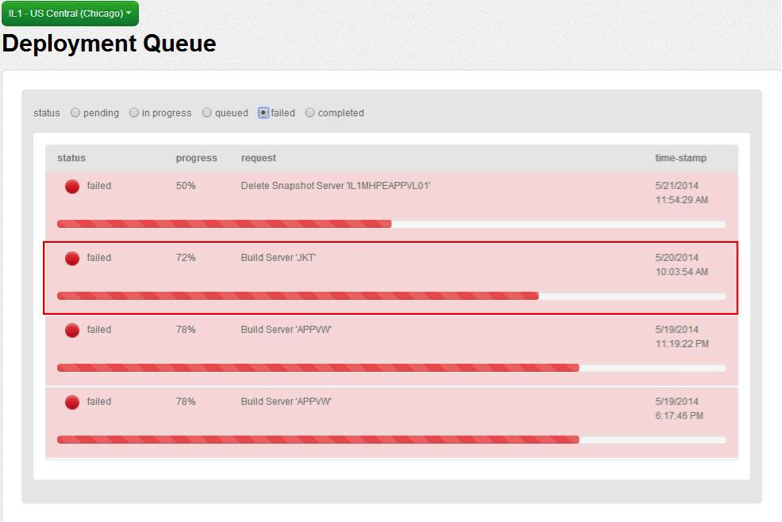 IL1 - US Central (Chicago)
Deployment Queue
status pending in progress queued failed completed
status progress request time-stamp
failed 50% Delete Snapshot Server 'IL1MHPEAPPVL01' 5/21/2014
11:54:29 AM
failed 72% Build Server 'JKT' 5/20/2014
10:03:54 AM
failed 78% Build Server 'APPVW' 5/19/2014
11:19:22 PM
failed 78% Build Server 'APPVW' 5/19/2014
6:17:46 PM